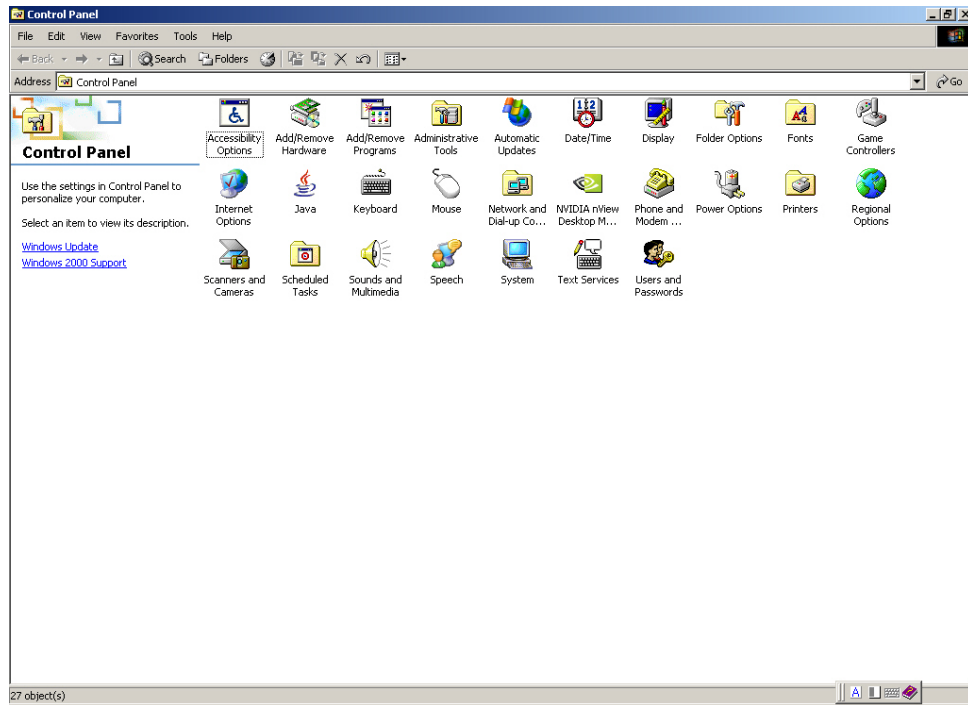 Control Panel
File Edit View Favorites Tools Help
Back Search Folders
Address Control Panel Go
Control Panel
Use the settings in Control Panel to
personalize your computer.
Select an item to view its description.
Windows Update
Windows 2000 Support
Accessibility Options
Add/Remove Hardware
Add/Remove Programs
Administrative Tools
Automatic Updates
Date/Time
Display
Folder Options
Fonts
Game Controllers
Internet Options
Java
Keyboard
Mouse
Network and Dial-up Co...
NVIDIA nView Desktop M...
Phone and Modem ...
Power Options
Printers
Regional Options
Scanners and Cameras
Scheduled Tasks
Sounds and Multimedia
Speech
System
Text Services
Users and Passwords
27 object(s)
A